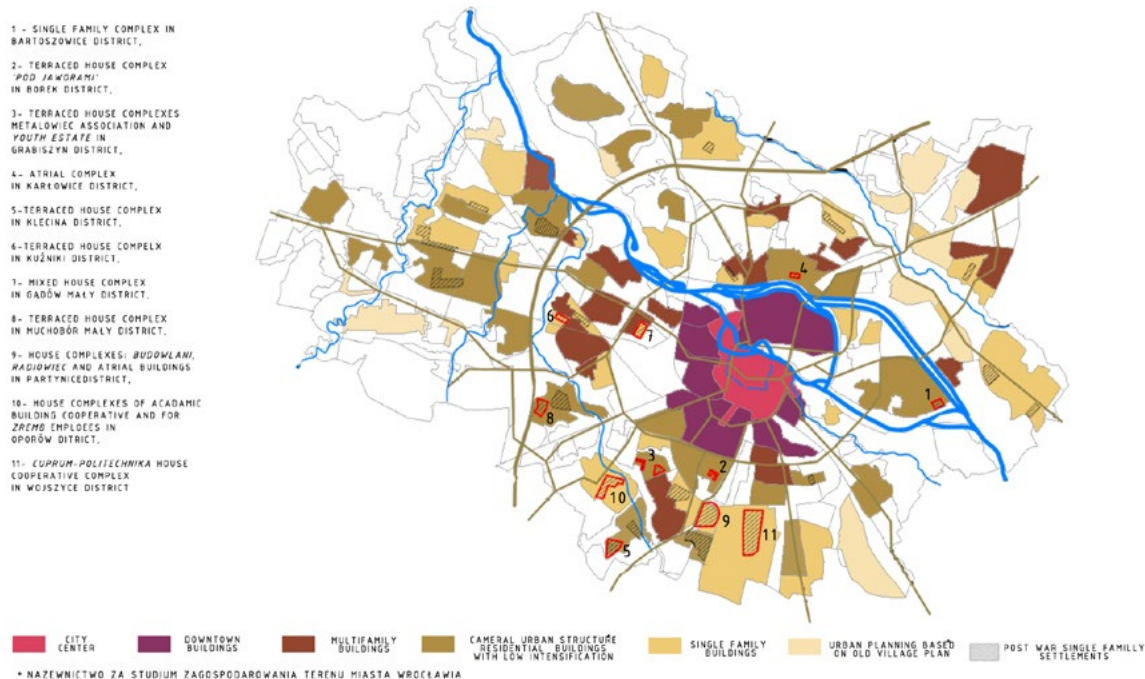 1 - SINGLE FAMILY COMPLEX IN
BARTOSZOWICE DISTRICT,
2- TERRACED HOUSE COMPLEX
'POD JAWORAMI'
IN BOREK DISTRICT,
3- TERRACED HOUSE COMPLEXES
METALOWIEC ASSOCIATION AND
YOUTH ESTATE IN
GRABISZYN DISTRICT,
4- ATRIAL COMPLEX
IN KARŁOWICE DISTRICT,
5-TERRACED HOUSE COMPLEX
IN KLECINA DISTRICT,
6-TERRACED HOUSE COMPELX
IN KUŹNIKI DISTRICT,
7- MIXED HOUSE COMPLEX
IN GĄDÓW MAŁY DISTRICT,
8- TERRACED HOUSE COMPLEX
IN MUCHOBÓR MAŁY DISTRICT,
9- HOUSE COMPLEXES: BUDOWLANI,
RADIOWIEC AND ATRIAL BUILDINGS
IN PARTYNICEDISTRICT,
10- HOUSE COMPLEXES OF ACADAMIC
BUILDING COOPERATIVE AND FOR
ZREMB EMPLOEES IN
OPORÓW DITRICT,
11- CUPRUM-POLITECHNIKA HOUSE
COOPERATIVE COMPLEX
IN WOJSZYCE DISTRICT
4
6
7
1
8
3
2
10
9
11
5
CITY
CENTER
DOWNTOWN
BUILDINGS
MULTIFAMILY
BUILDINGS
CAMERAL URBAN STRUCTURE*
RESIDENTIAL BUILDINGS
WITH LOW INTENSIFICATION
SINGLE FAMILY
BUILDINGS
URBAN PLANNING BASED*
ON OLD VILLAGE PLAN
POST WAR SINGLE FAMILLY
SETTLEMENTS
* NAZEWNICTWO ZA STUDIUM ZAGOSPODAROWANIA TERENU MIASTA WROCŁAWIA